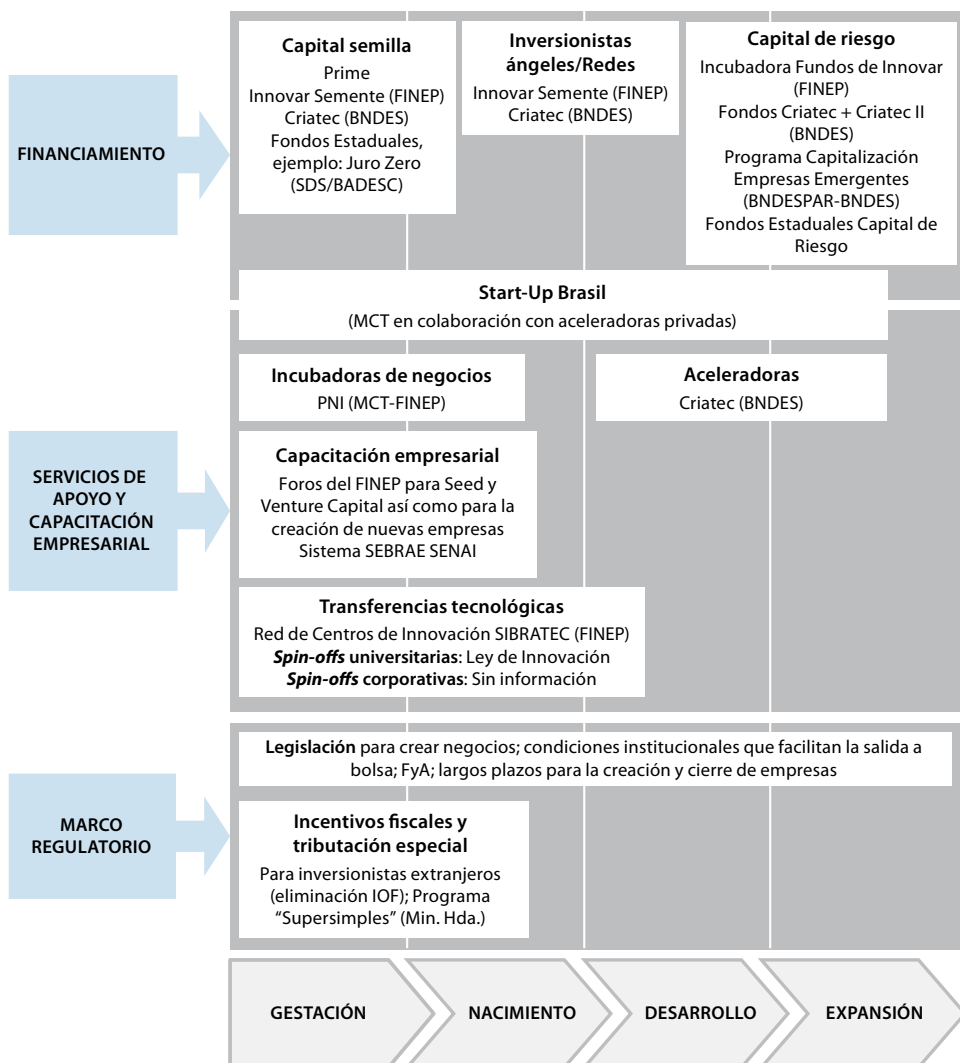 FINANCIAMIENTO
Capital semilla
Prime
Innovar Semente (FINEP)
Criatec (BNDES)
Fondos Estaduales,
ejemplo: Juro Zero
(SDS/BADESC)
Inversionistas
ángeles/Redes
Innovar Semente (FINEP)
Criatec (BNDES)
Capital de riesgo
Incubadora Fundos de Innovar
(FINEP)
Fondos Criatec + Criatec II
(BNDES)
Programa Capitalización
Empresas Emergentes
(BNDESPAR-BNDES)
Fondos Estaduales Capital de
Riesgo
Start-Up Brasil
(MCT en colaboración con aceleradoras privadas)
SERVICIOS DE
APOYO Y
CAPACITACIÓN
EMPRESARIAL
Incubadoras de negocios
PNI (MCT-FINEP)
Aceleradoras
Criatec (BNDES)
Capacitación empresarial
Foros del FINEP para Seed y
Venture Capital así como para la
creación de nuevas empresas
Sistema SEBRAE SENAI
Transferencias tecnológicas
Red de Centros de Innovación SIBRATEC (FINEP)
Spin-offs universitarias: Ley de Innovación
Spin-offs corporativas: Sin información
MARCO
REGULATORIO
Legislación para crear negocios; condiciones institucionales que facilitan la salida a
bolsa; FyA; largos plazos para la creación y cierre de empresas
Incentivos fiscales y
tributación especial
Para inversionistas extranjeros
(eliminación IOF); Programa
“Supersimples” (Min. Hda.)
GESTACIÓN
NACIMIENTO
DESARROLLO
EXPANSIÓN